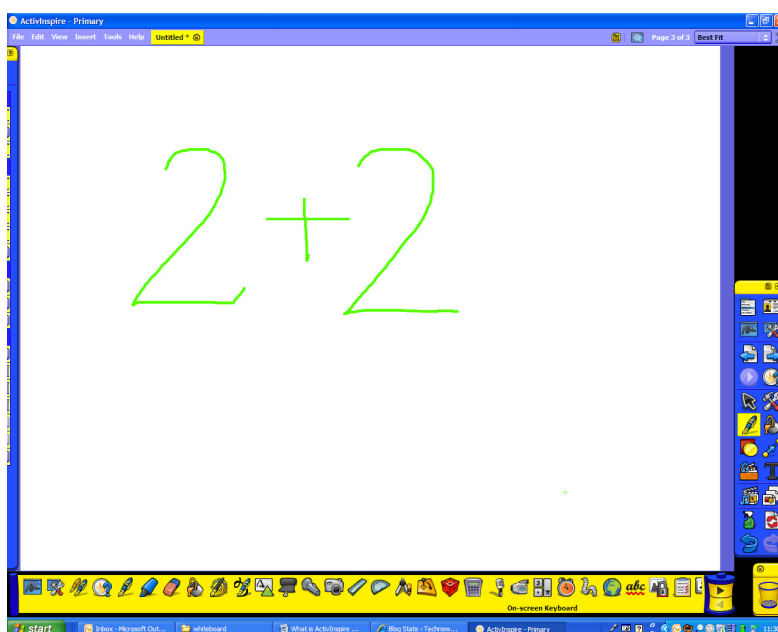 ActivInspire - Primary
File Edit View Insert Tools Help Untitled * Page 3 of 3 Best Fit
2 + 2
abc
On-screen Keyboard
start Inbox - Microsoft Out... whiteboard What is ActivInspire ... Blog Stats ‹ Technow... ActivInspire - Primary